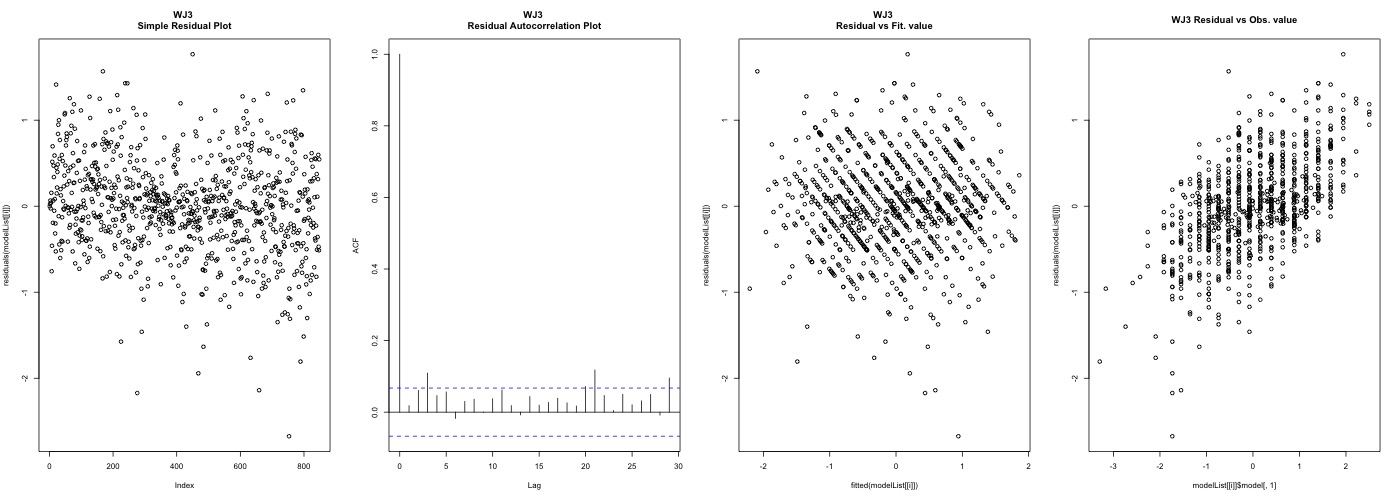 WJ3
Simple Residual Plot
residuals(modelList[[i]])
1
0
-1
-2
0
200
400
600
800
Index
WJ3
Residual Autocorrelation Plot
ACF
1.0
0.8
0.6
0.4
0.2
0.0
0
5
10
15
20
25
30
Lag
WJ3
Residual vs Fit. value
residuals(modelList[[i]])
1
0
-1
-2
-2
-1
0
1
2
fitted(modelList[[i]])
WJ3 Residual vs Obs. value
residuals(modelList[[i]])
1
0
-1
-2
-3
-2
-1
0
1
2
modelList[[i]]$model[, 1]